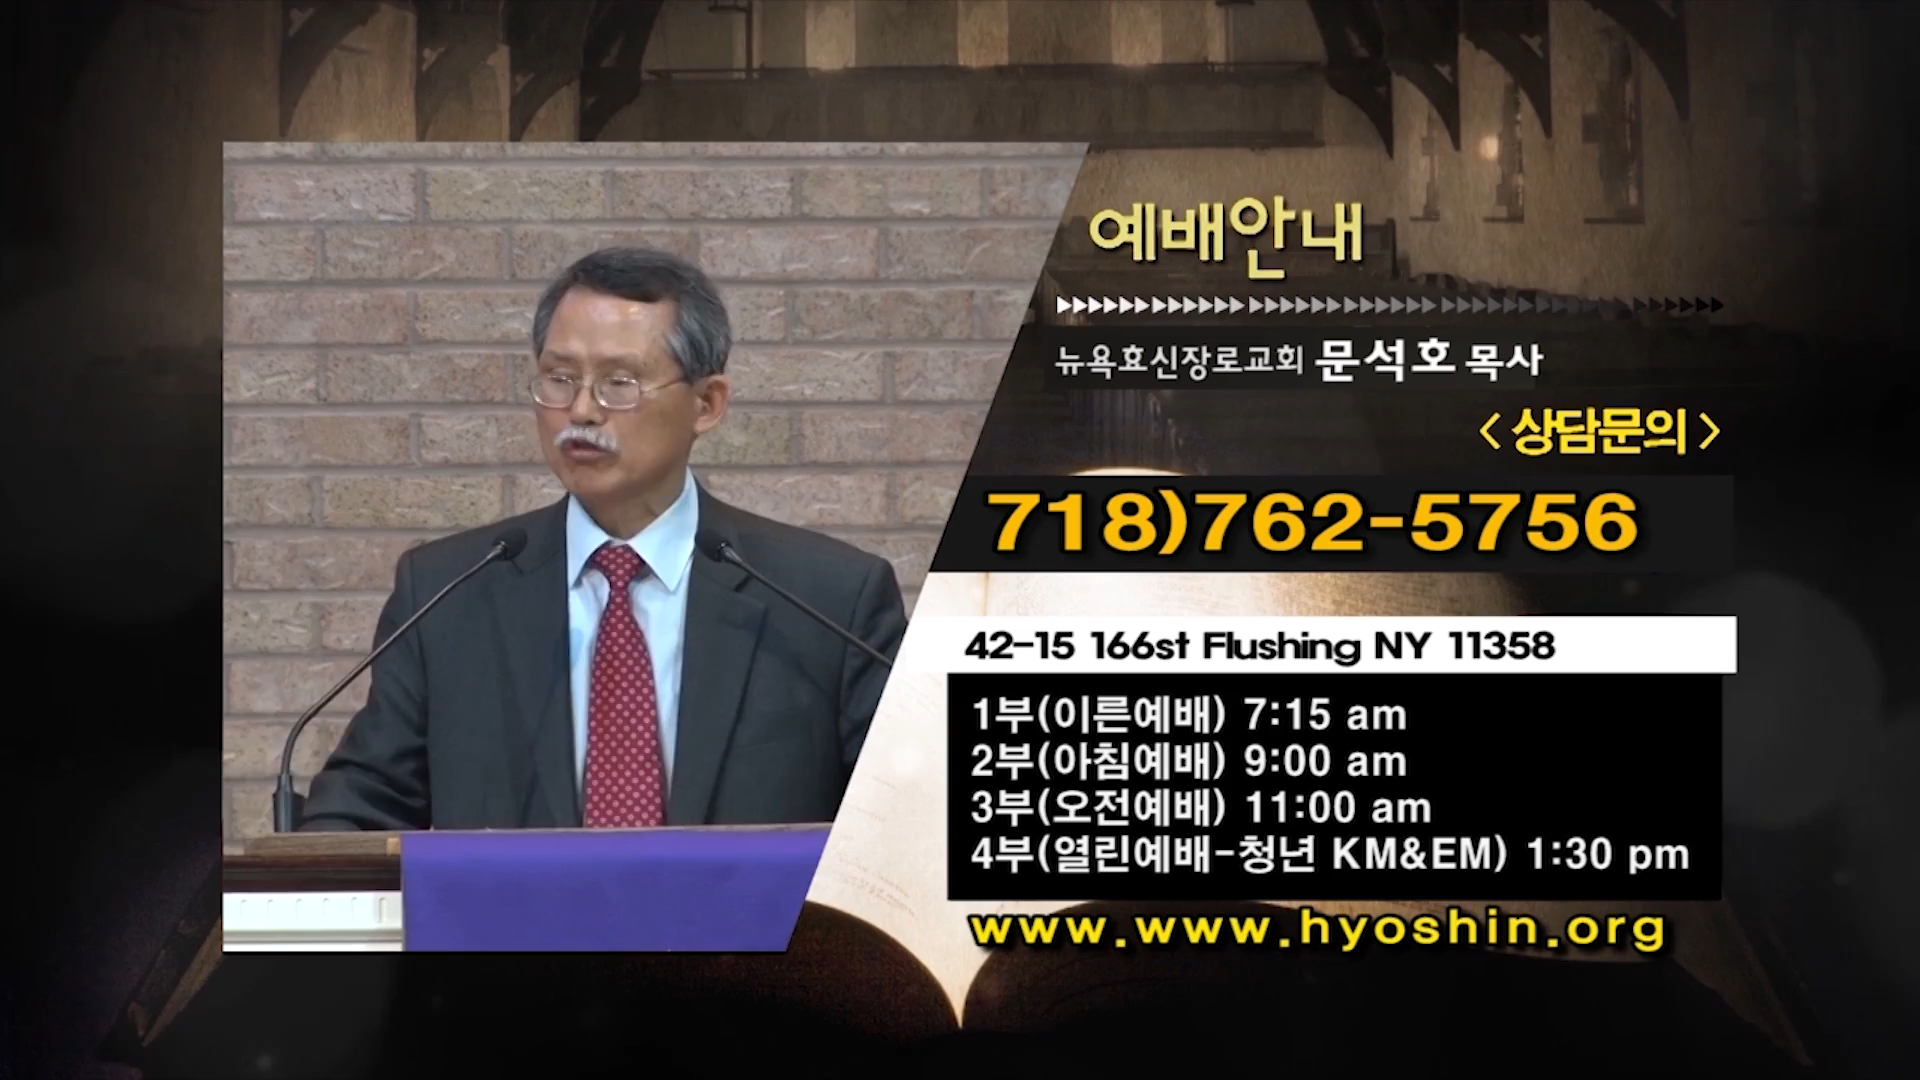 예배안내
뉴욕효신장로교회 문석호 목사
< 상담문의 >
718)762-5756
42-15 166st Flushing NY 11358
1부(이른예배) 7:15 am
2부(아침예배) 9:00 am
3부(오전예배) 11:00 am
4부(열린예배-청년 KM&EM) 1:30 pm
www.www.hyoshin.org